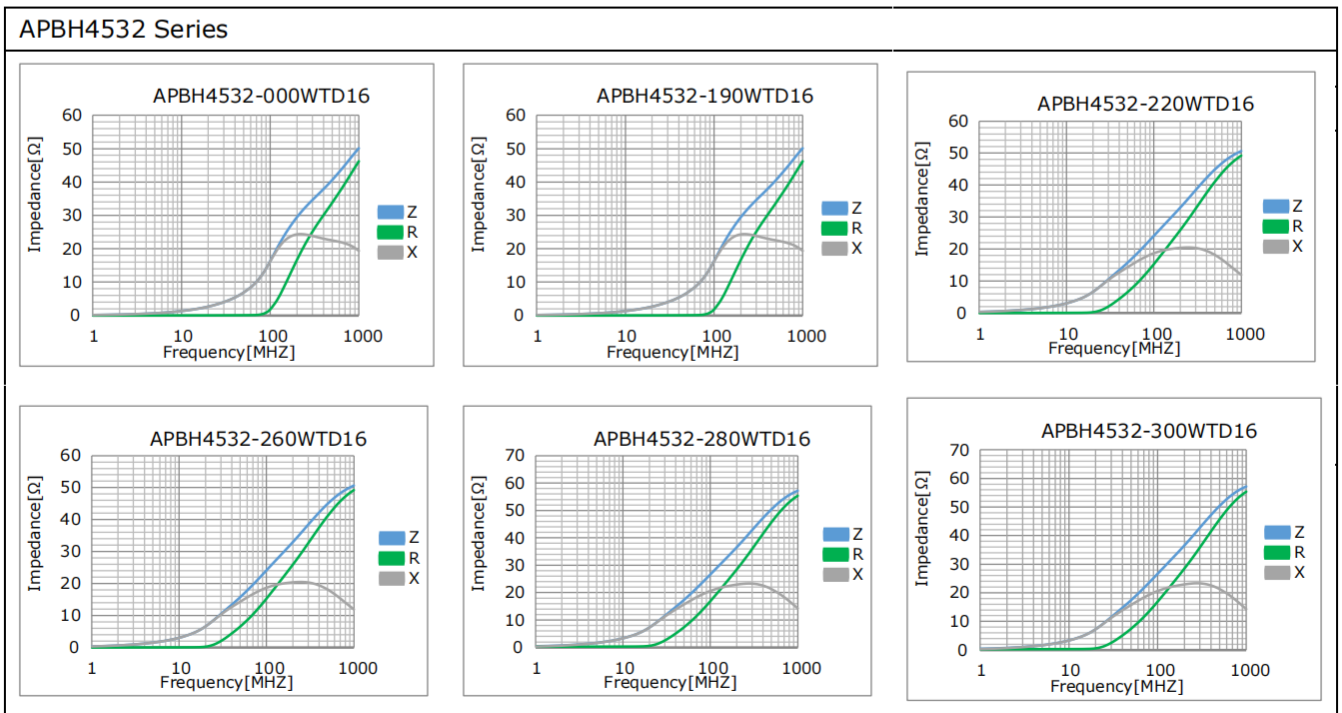 APBH4532 Series
APBH4532-000WTD16
60
50
40
30
20
10
0
Impedance[Ω]
1 10 100 1000
Frequency[MHZ]
Z
R
X
APBH4532-190WTD16
60
50
40
30
20
10
0
Impedance[Ω]
1 10 100 1000
Frequency[MHZ]
Z
R
X
APBH4532-220WTD16
60
50
40
30
20
10
0
Impedance[Ω]
1 10 100 1000
Frequency[MHZ]
Z
R
X
APBH4532-260WTD16
60
50
40
30
20
10
0
Impedance[Ω]
1 10 100 1000
Frequency[MHZ]
Z
R
X
APBH4532-280WTD16
70
60
50
40
30
20
10
0
Impedance[Ω]
1 10 100 1000
Frequency[MHZ]
Z
R
X
APBH4532-300WTD16
70
60
50
40
30
20
10
0
Impedance[Ω]
1 10 100 1000
Frequency[MHZ]
Z
R
X